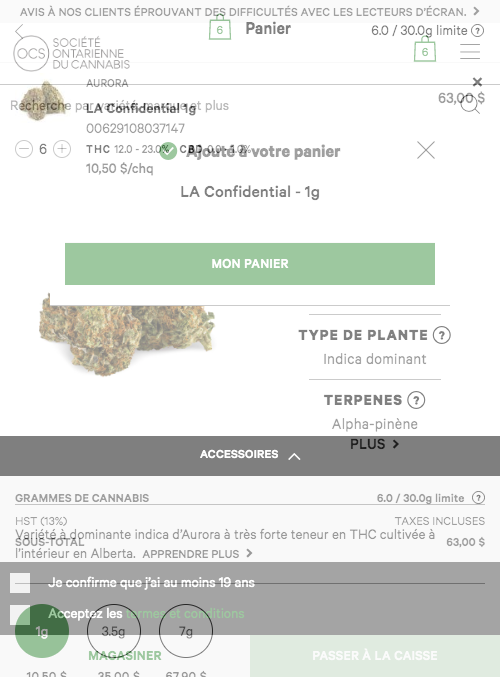 AVIS À NOS CLIENTS ÉPROUVANT DES DIFFICULTÉS AVEC LES LECTEURS D'ÉCRAN.
6 Panier 6.0 / 30.0g limite ?
OCS SOCIÉTÉ ONTARIENNE DU CANNABIS
6
AURORA
63,00 $
Recherche par variété, marque et plus
LA Confidential 1g
00629108037147
6
THC 12.0 - 23.0% CBD 0.0 - 1.0%
10,50 $/chq
Ajouté à votre panier
LA Confidential - 1g
MON PANIER
TYPE DE PLANTE ?
Indica dominant
TERPENES ?
Alpha-pinène
PLUS
ACCESSOIRES
GRAMMES DE CANNABIS 6.0 / 30.0g limite ?
HST (13%) TAXES INCLUSES
Variété à dominante indica d'Aurora à très forte teneur en THC cultivée à
SOUS-TOTAL 63,00 $
l'intérieur en Alberta. APPRENDRE PLUS
Je confirme que j'ai au moins 19 ans
Acceptez les termes et conditions
1g 3.5g 7g
MAGASINER PASSER À LA CAISSE
10,50 $ 35,00 $ 67,90 $